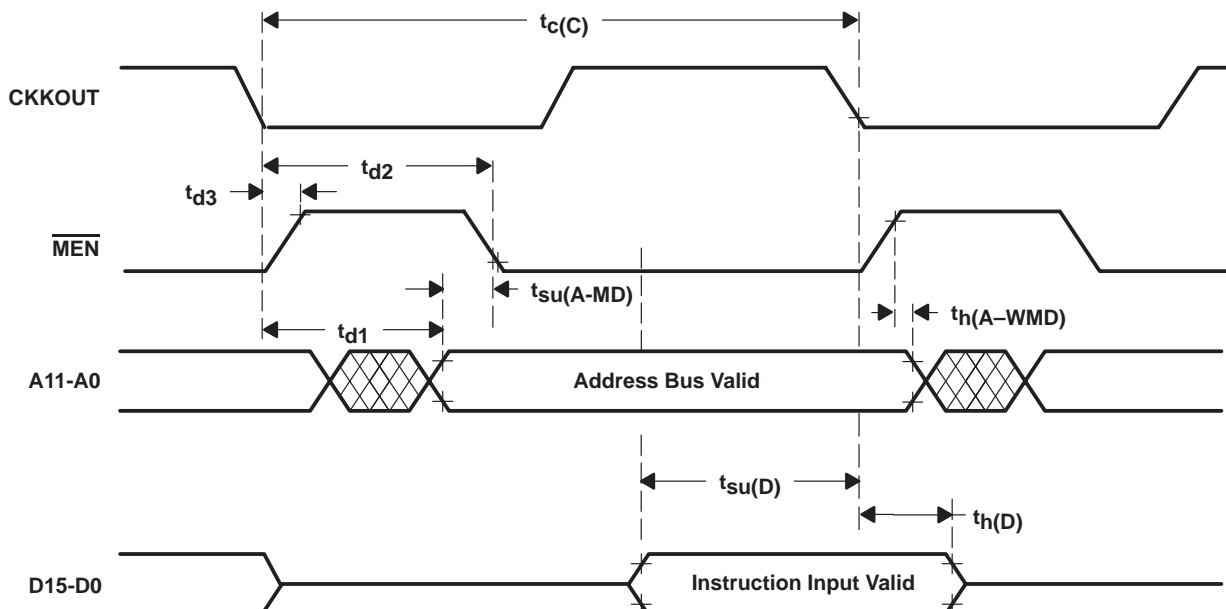 tc(C)
CKKOUT
td2
td3
MEN
tsu(A-MD)
th(A–WMD)
td1
A11-A0
Address Bus Valid
tsu(D)
th(D)
D15-D0
Instruction Input Valid